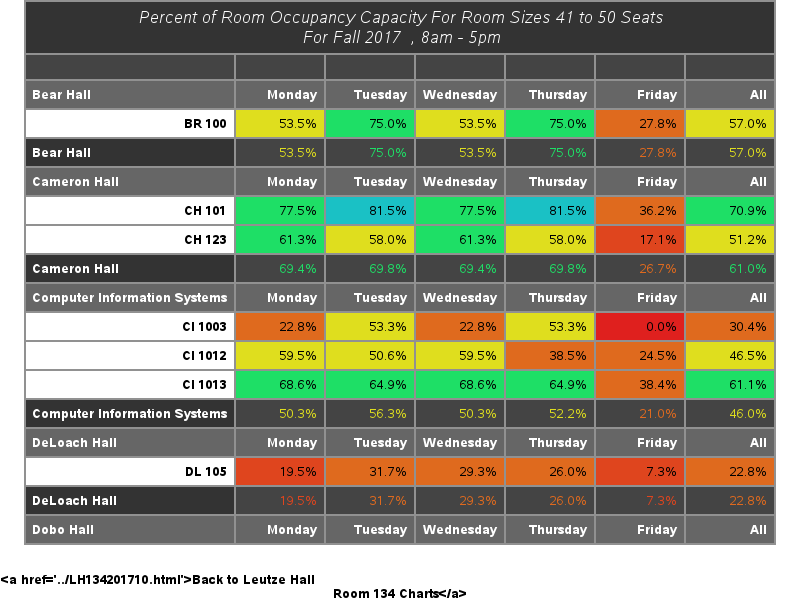 Percent of Room Occupancy Capacity For Room Sizes 41 to 50 Seats
For Fall 2017 , 8am - 5pm
Bear Hall Monday Tuesday Wednesday Thursday Friday All
BR 100 53.5% 75.0% 53.5% 75.0% 27.8% 57.0%
Bear Hall 53.5% 75.0% 53.5% 75.0% 27.8% 57.0%
Cameron Hall Monday Tuesday Wednesday Thursday Friday All
CH 101 77.5% 81.5% 77.5% 81.5% 36.2% 70.9%
CH 123 61.3% 58.0% 61.3% 58.0% 17.1% 51.2%
Cameron Hall 69.4% 69.8% 69.4% 69.8% 26.7% 61.0%
Computer Information Systems Monday Tuesday Wednesday Thursday Friday All
CI 1003 22.8% 53.3% 22.8% 53.3% 0.0% 30.4%
CI 1012 59.5% 50.6% 59.5% 38.5% 24.5% 46.5%
CI 1013 68.6% 64.9% 68.6% 64.9% 38.4% 61.1%
Computer Information Systems 50.3% 56.3% 50.3% 52.2% 21.0% 46.0%
DeLoach Hall Monday Tuesday Wednesday Thursday Friday All
DL 105 19.5% 31.7% 29.3% 26.0% 7.3% 22.8%
DeLoach Hall 19.5% 31.7% 29.3% 26.0% 7.3% 22.8%
Dobo Hall Monday Tuesday Wednesday Thursday Friday All
&lt;a href='../LH134201710.html'&gt;Back to Leutze Hall
Room 134 Charts&lt;/a&gt;